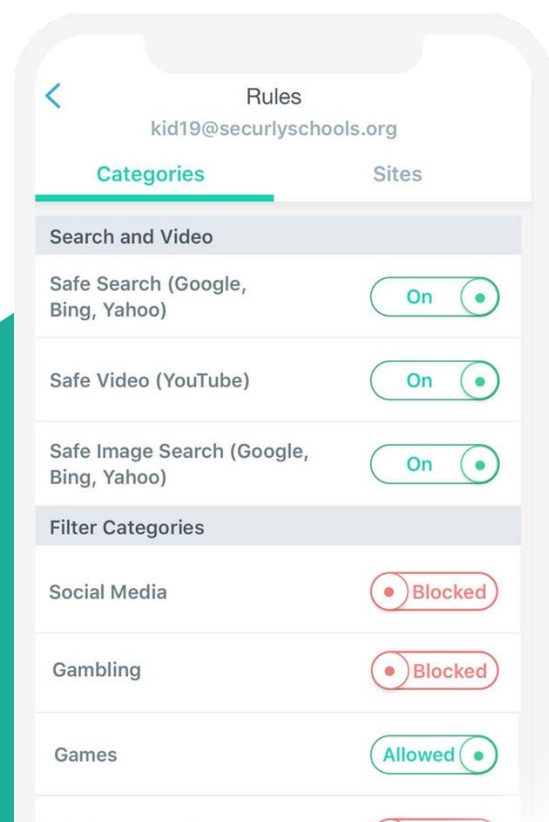 Rules
kid19@securlyschools.org
Categories
Sites
Search and Video
Safe Search (Google,
Bing, Yahoo)
On
Safe Video (YouTube)
On
Safe Image Search (Google,
Bing, Yahoo)
On
Filter Categories
Social Media
Blocked
Gambling
Blocked
Games
Allowed